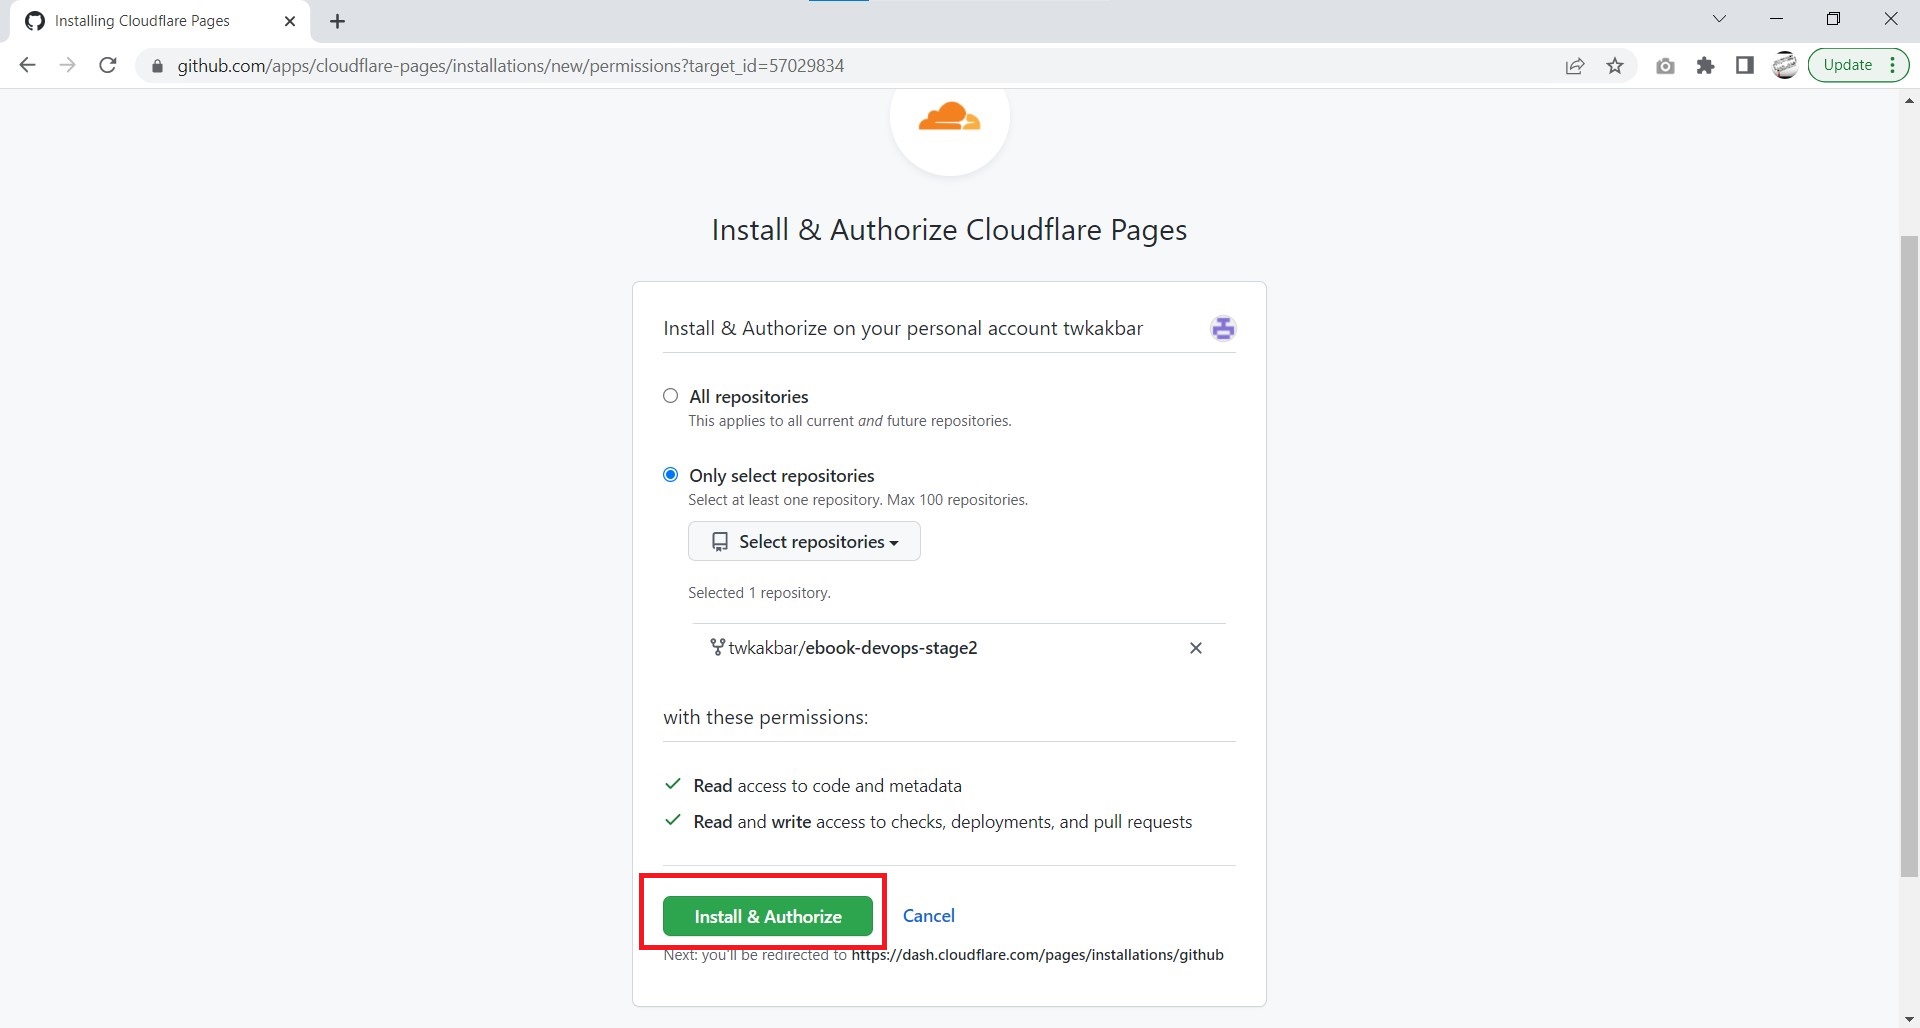 Installing Cloudflare Pages
github.com/apps/cloudflare-pages/installations/new/permissions?target_id=57029834
Update
Install & Authorize Cloudflare Pages
Install & Authorize on your personal account twkakbar
All repositories
This applies to all current and future repositories.
Only select repositories
Select at least one repository. Max 100 repositories.
Select repositories
Selected 1 repository.
twkakbar/ebook-devops-stage2
with these permissions:
Read access to code and metadata
Read and write access to checks, deployments, and pull requests
Install & Authorize
Cancel
Next: you'll be redirected to https://dash.cloudflare.com/pages/installations/github